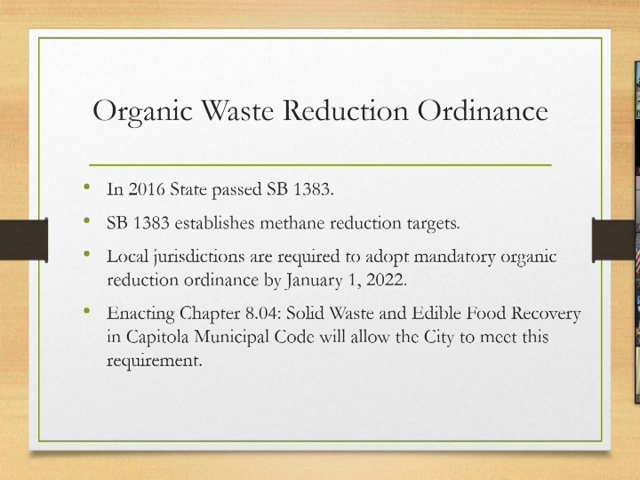 Organic Waste Reduction Ordinance
• In 2016 State passed SB 1383.
• SB 1383 establishes methane reduction targets.
• Local jurisdictions are required to adopt mandatory organic
reduction ordinance by January 1, 2022.
• Enacting Chapter 8.04: Solid Waste and Edible Food Recovery
in Capitola Municipal Code will allow the City to meet this
requirement.